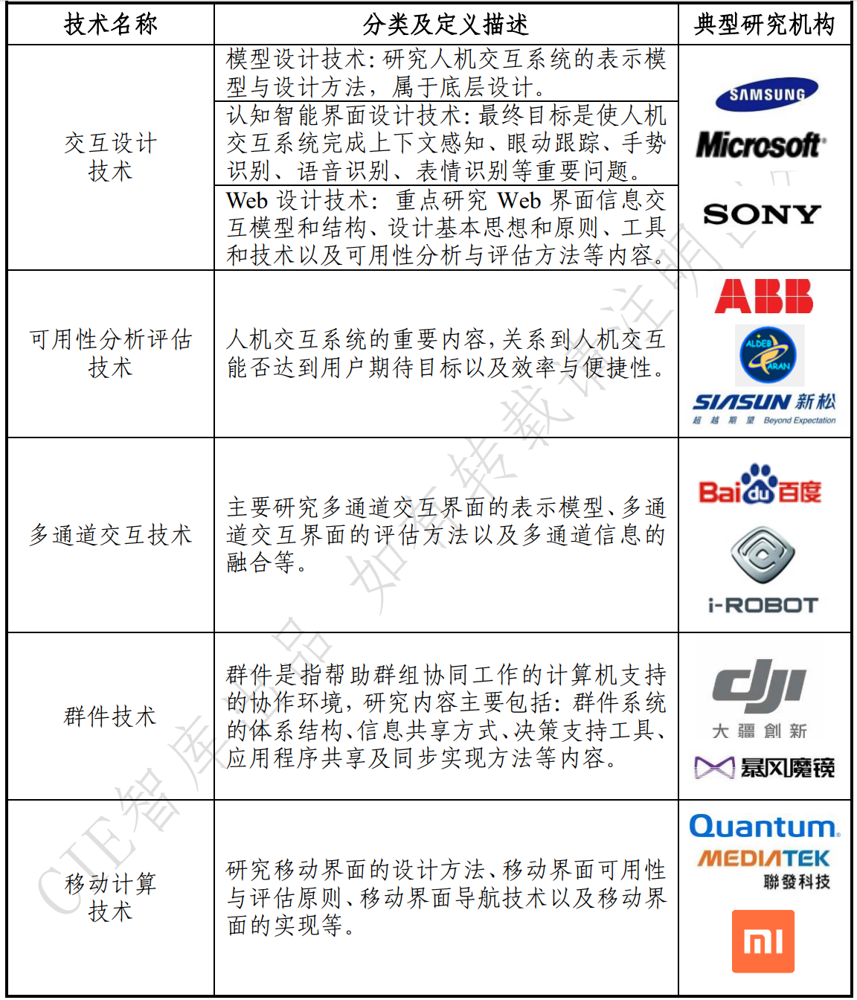 技术名称
分类及定义描述
典型研究机构
交互设计
技术
模型设计技术：研究人机交互系统的表示模
型与设计方法，属于底层设计。
认知智能界面设计技术：最终目标是使人机
交互系统完成上下文感知、眼动跟踪、手势
识别、语音识别、表情识别等重要问题。
Web 设计技术： 重点研究 Web 界面信息交
互模型和结构、设计基本思想和原则、工具
和技术以及可用性分析与评估方法等内容。
SAMSUNG
Microsoft
SONY
可用性分析评估
技术
人机交互系统的重要内容，关系到人机交互
能否达到用户期待目标以及效率与便捷性。
ABB
ALDEB
ARAN
SIASUN 新松
超越期望 Beyond Expectation
多通道交互技术
主要研究多通道交互界面的表示模型、多通
道交互界面的评估方法以及多通道信息的
融合等。
Bai du 百度
i-ROBOT
群件技术
群件是指帮助群组协同工作的计算机支持
的协作环境，研究内容主要包括：群件系统
的体系结构、信息共享方式、决策支持工具、
应用程序共享及同步实现方法等内容。
dji
大疆創新
暴风魔镜
移动计算
技术
研究移动界面的设计方法、移动界面可用性
与评估原则、移动界面导航技术以及移动界
面的实现等。
Quantum
MEDIATEK
聯發科技
mi
CIE智库出品 如有转载请注明